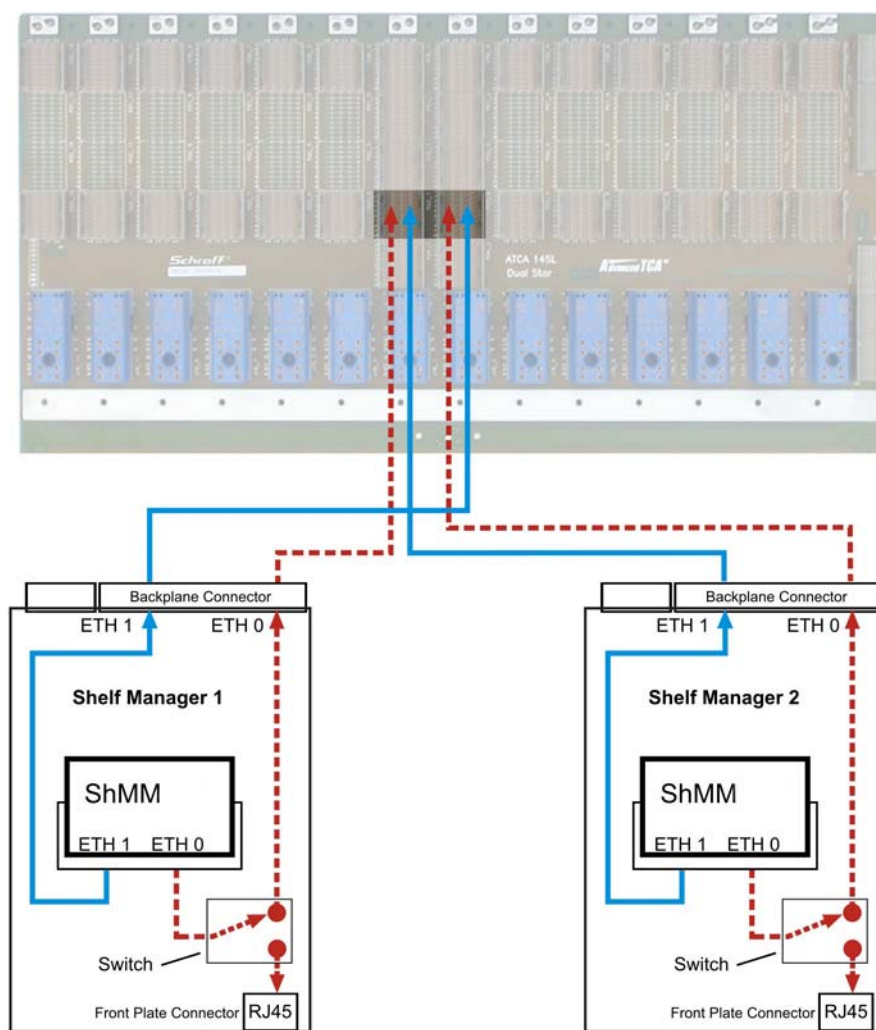 Schroff
ATCA 14SL
Dual Star
AdvancedTCA
Backplane Connector
ETH 1
ETH 0
Shelf Manager 1
ShMM
ETH 1
ETH 0
Switch
Front Plate Connector
RJ45
Backplane Connector
ETH 1
ETH 0
Shelf Manager 2
ShMM
ETH 1
ETH 0
Switch
Front Plate Connector
RJ45